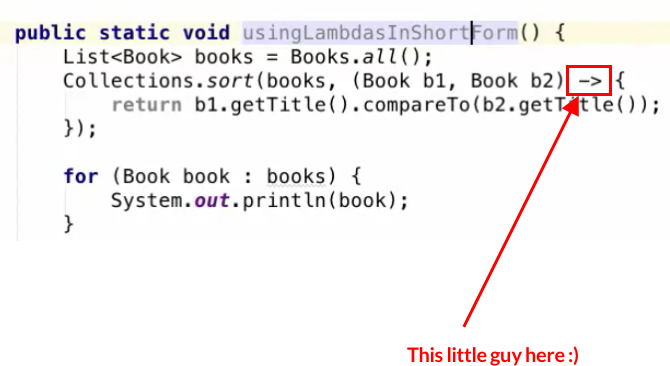 public static void usingLambdasInShortForm() {
List<Book> books = Books.all();
Collections.sort(books, (Book b1, Book b2) -> {
return b1.getTitle().compareTo(b2.getTitle());
});
for (Book book : books) {
System.out.println(book);
}
This little guy here :)